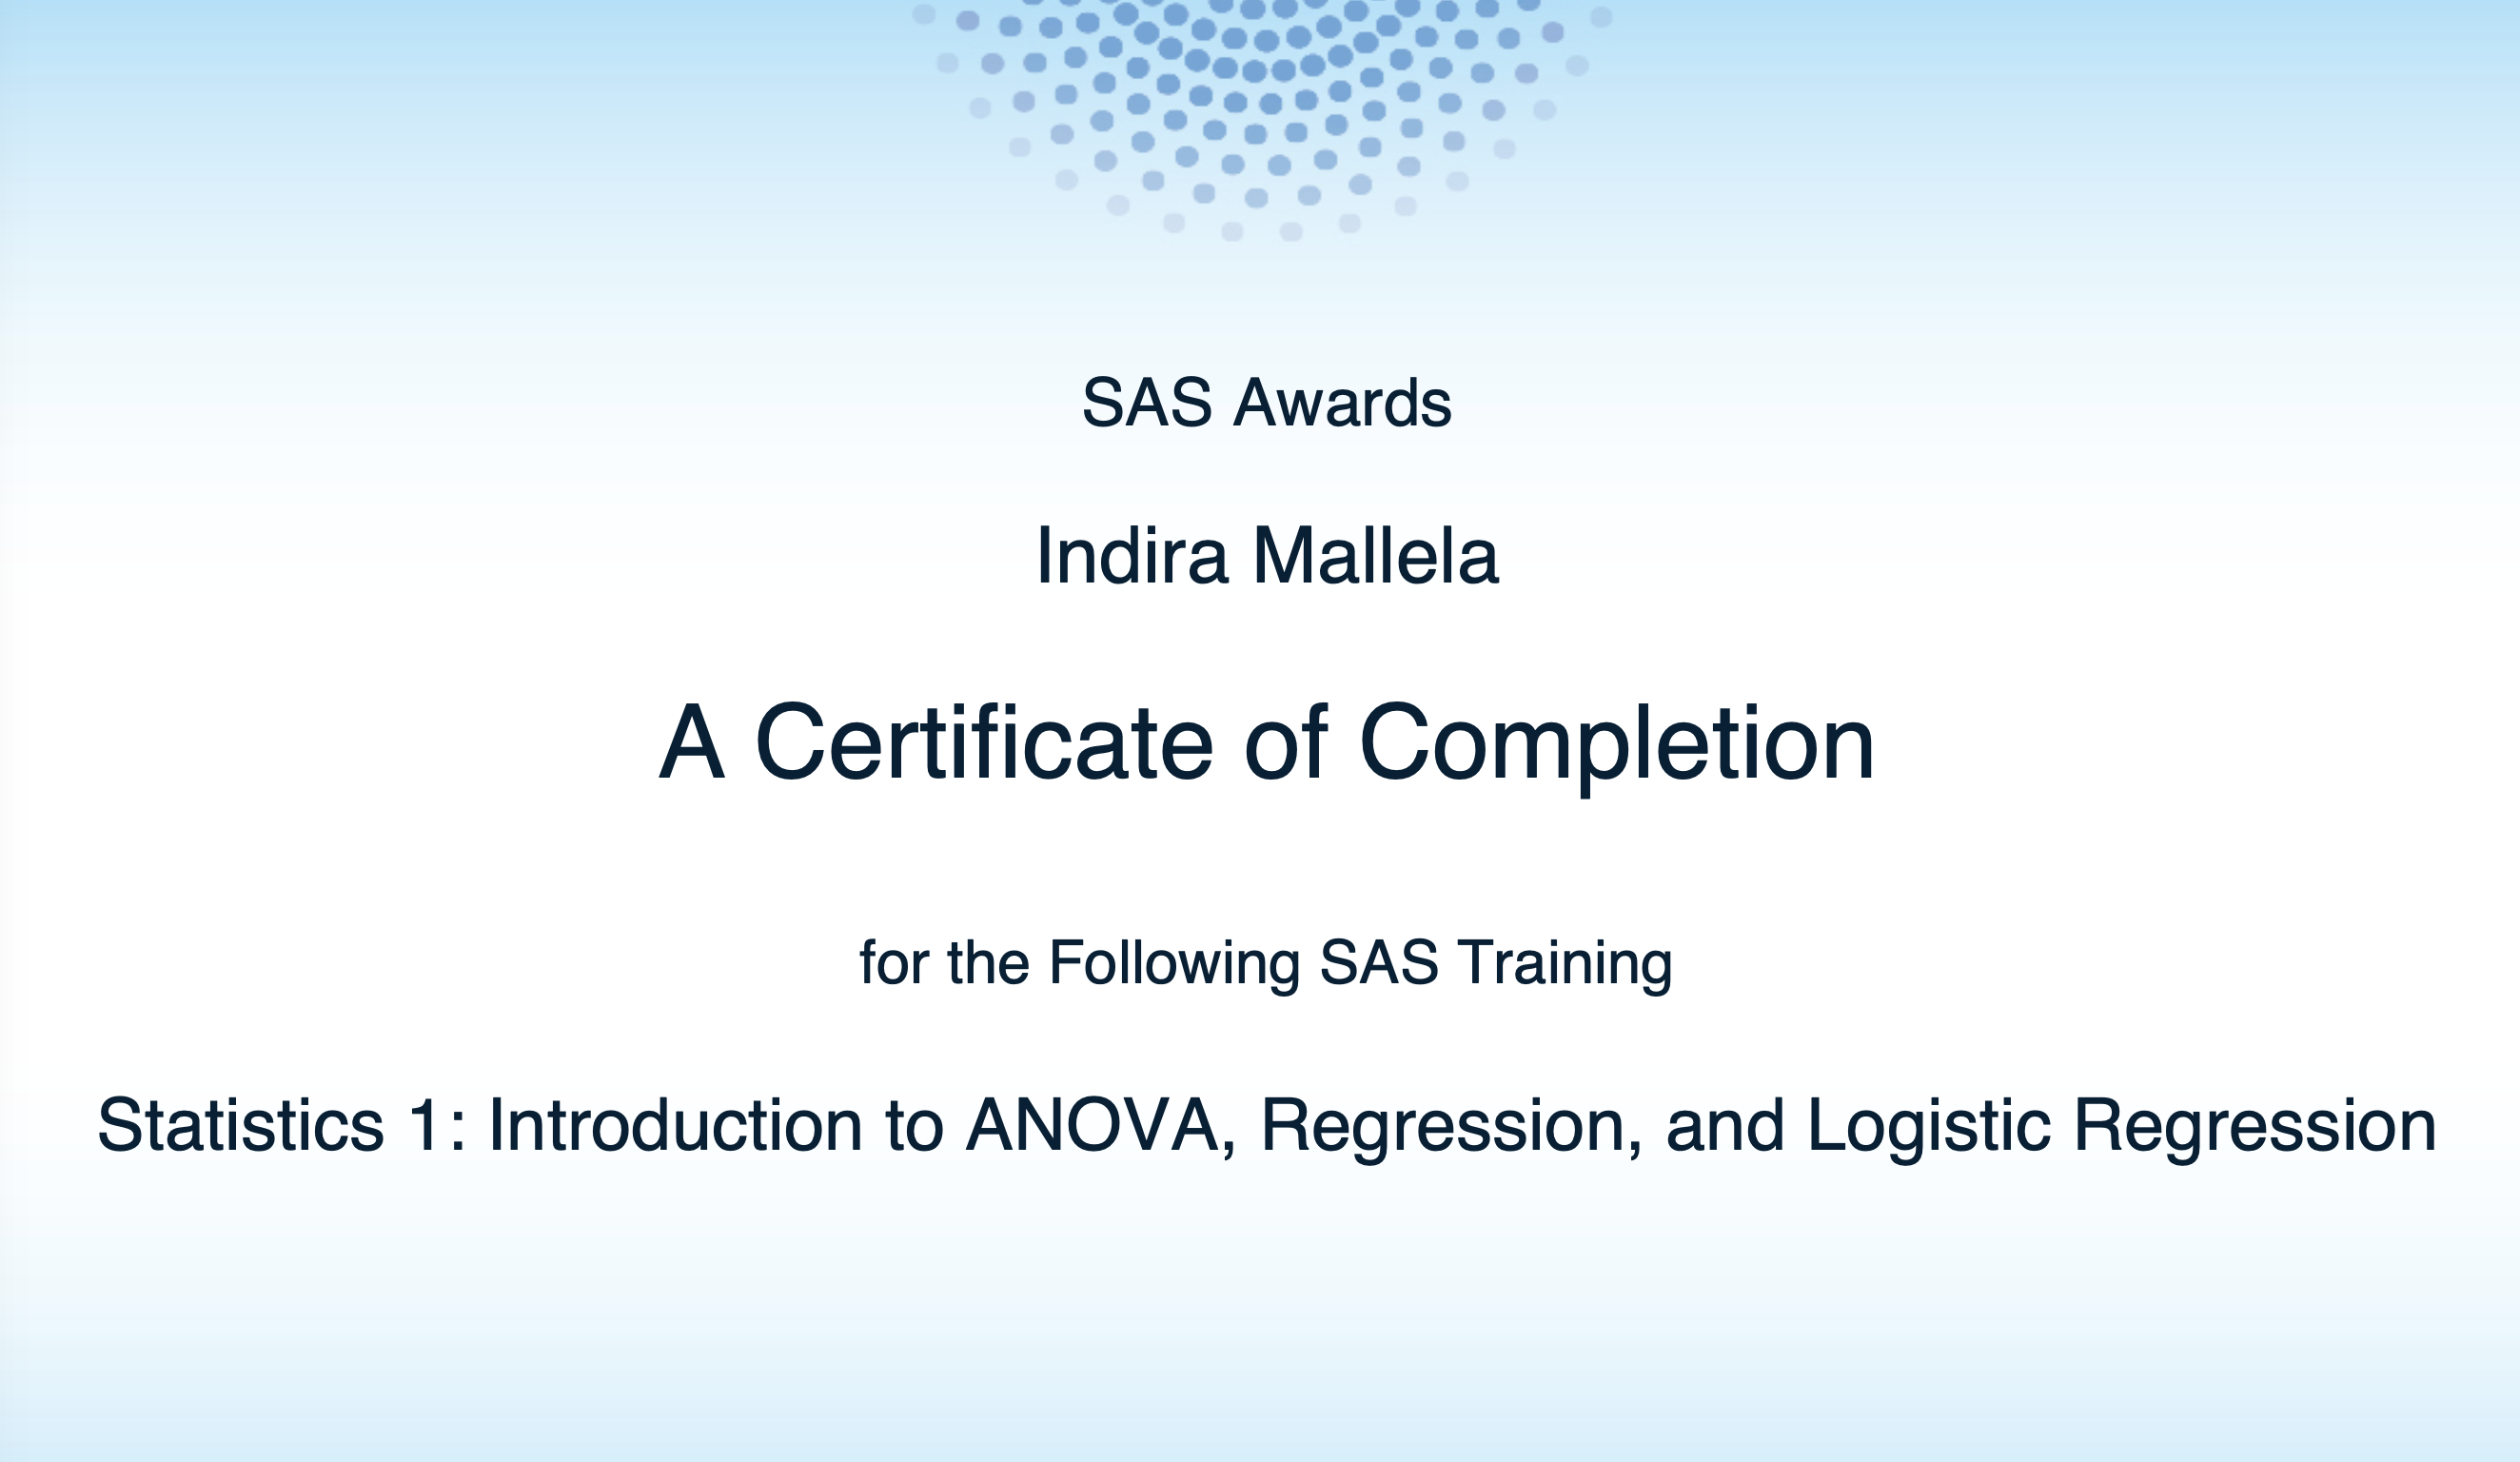 SAS Awards
Indira Mallela
A Certificate of Completion
for the Following SAS Training
Statistics 1: Introduction to ANOVA, Regression, and Logistic Regression